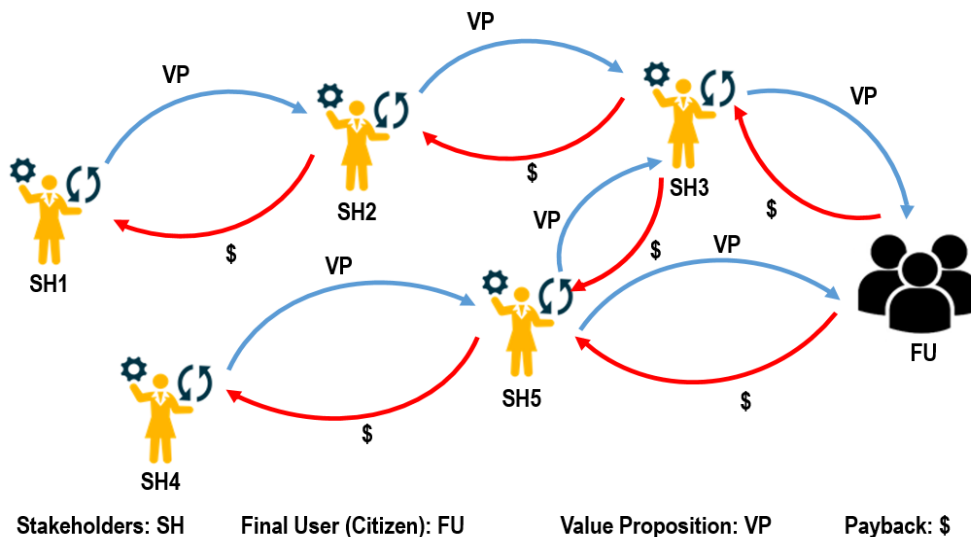 VP
VP
VP
SH1
$
SH2
$
SH3
$
VP
$
VP
VP
$
SH4
SH5
$
FU
Stakeholders: SH Final User (Citizen): FU Value Proposition: VP Payback: $